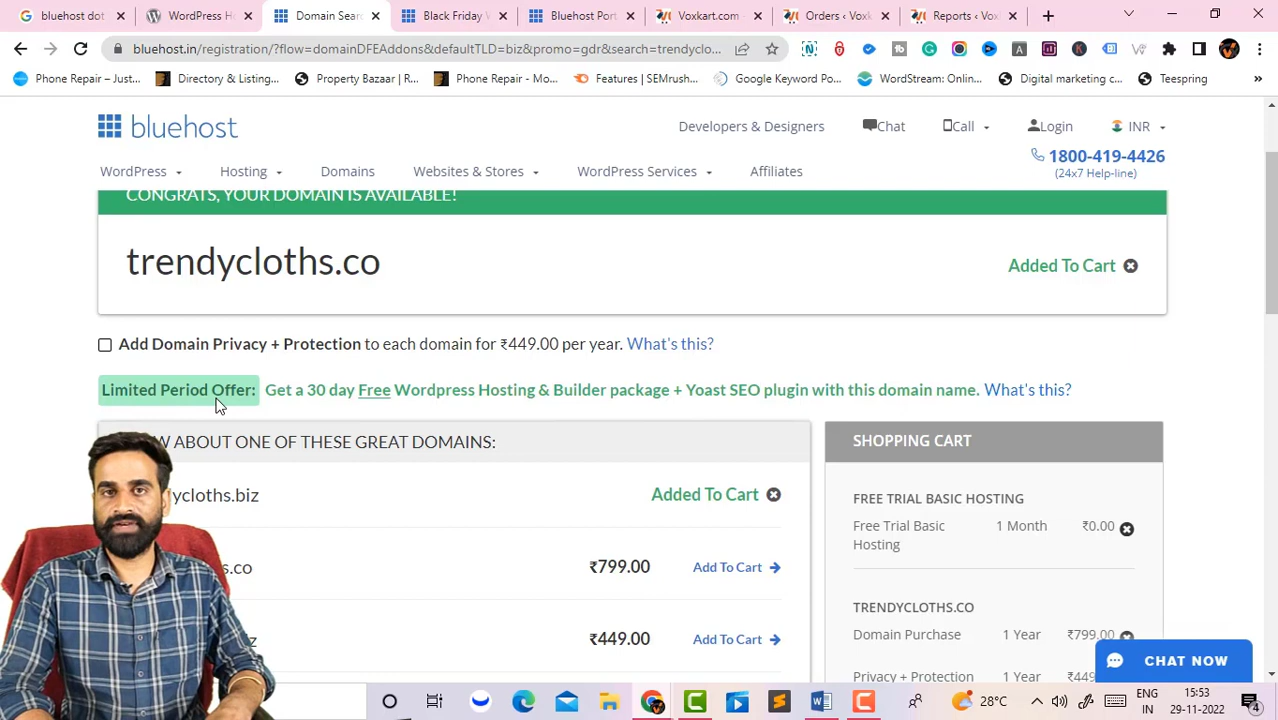 bluehost dot
WordPress H
Domain Sear
Black Friday W
Bluehost Port
Voxkart.com -
Orders ‹ Voxk
Reports ‹ Vox
bluehost.in/registration/?flow=domainDFEAddons&defaultTLD=biz&promo=gdr&search=trendyclo...
Phone Repair – Just...
Directory & Listing...
Property Bazaar | R...
Phone Repair - Mo...
Features | SEMrush...
Google Keyword Po...
WordStream: Onlin...
Digital marketing c...
Teespring
bluehost
Developers & Designers
Chat
Call
Login
INR
1800-419-4426
(24x7 Help-line)
WordPress
Hosting
Domains
Websites & Stores
WordPress Services
Affiliates
CONGRATS, YOUR DOMAIN IS AVAILABLE!
trendycloths.co
Added To Cart
Add Domain Privacy + Protection to each domain for ₹449.00 per year. What's this?
Limited Period Offer: Get a 30 day Free Wordpress Hosting & Builder package + Yoast SEO plugin with this domain name. What's this?
W ABOUT ONE OF THESE GREAT DOMAINS:
ycloths.biz
Added To Cart
s.co
₹799.00
Add To Cart
z
₹449.00
Add To Cart
SHOPPING CART
FREE TRIAL BASIC HOSTING
Free Trial Basic Hosting
1 Month
₹0.00
TRENDYCLOTHS.CO
Domain Purchase
1 Year
₹799.00
Privacy + Protection
1 Year
₹449
CHAT NOW
28°C
ENG
IN
15:53
29-11-2022
4